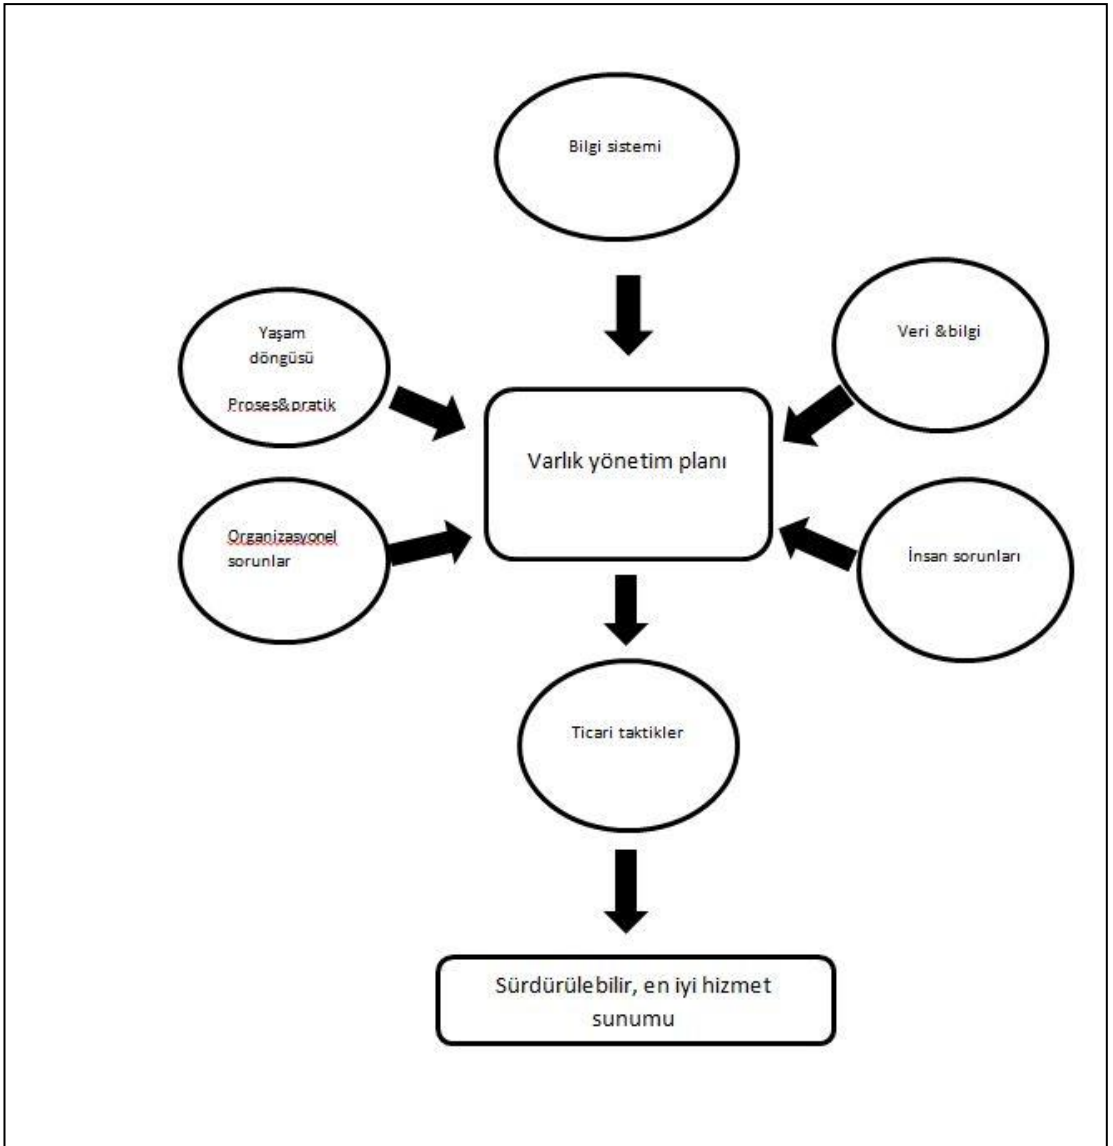 Bilgi sistemi
Yaşam
döngüsü
Proses&pratik
Veri &bilgi
Varlık yönetim planı
Organizasyonel
sorunlar
İnsan sorunları
Ticari taktikler
Sürdürülebilir, en iyi hizmet
sunumu